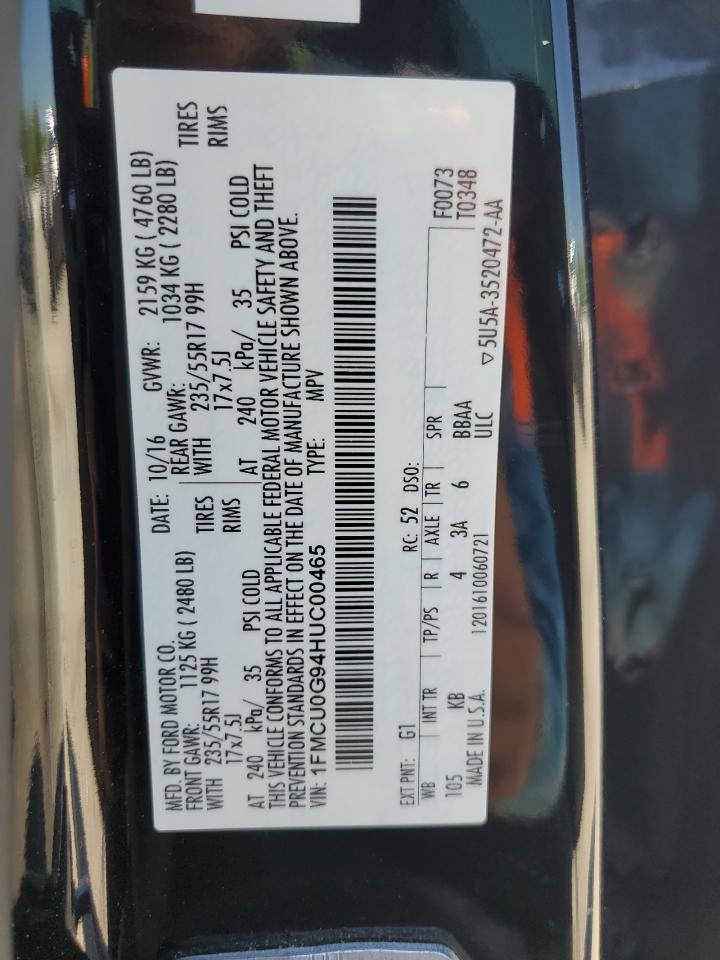 MFD. BY FORD MOTOR CO. DATE: 10/16 GVWR: 2159 KG ( 4760 LB)
FRONT GAWR: 1125 KG ( 2480 LB) REAR GAWR: 1034 KG ( 2280 LB)
WITH 235/55R17 99H TIRES WITH 235/55R17 99H TIRES
17x7.5J RIMS 17x7.5J RIMS
AT 240 kPa/ 35 PSI COLD AT 240 kPa/ 35 PSI COLD
THIS VEHICLE CONFORMS TO ALL APPLICABLE FEDERAL MOTOR VEHICLE SAFETY AND THEFT
PREVENTION STANDARDS IN EFFECT ON THE DATE OF MANUFACTURE SHOWN ABOVE.
VIN: 1FMCU0G94HUC00465 TYPE: MPV
EXT PNT: G1 RC: 52 DSO: F0073
WB INT TR TP/PS R AXLE TR SPR T0348
105 KB 4 3A 6 BBAA
MADE IN U.S.A. 1201610060721 ULC ▽5U5A-3520472-AA